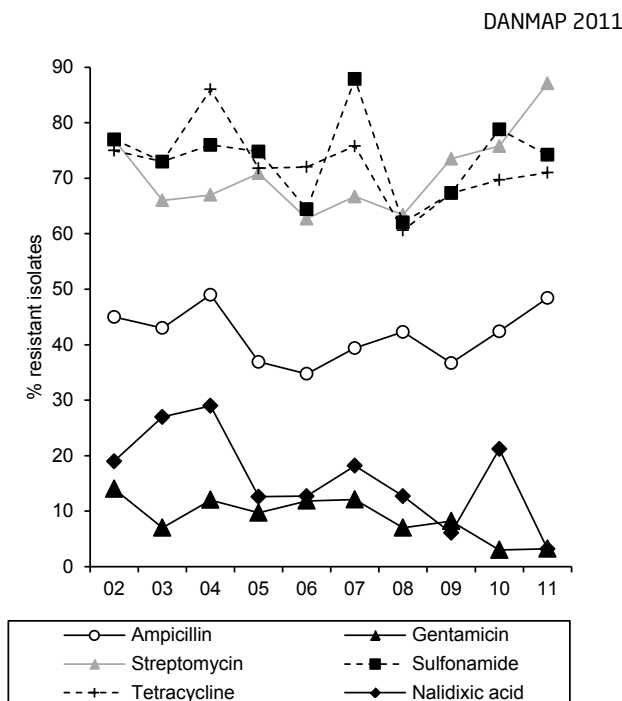 DANMAP 2011
90
80
70
60
50
40
30
20
10
0
% resistant isolates
02 03 04 05 06 07 08 09 10 11
Ampicillin Gentamicin
Streptomycin Sulfonamide
Tetracycline Nalidixic acid